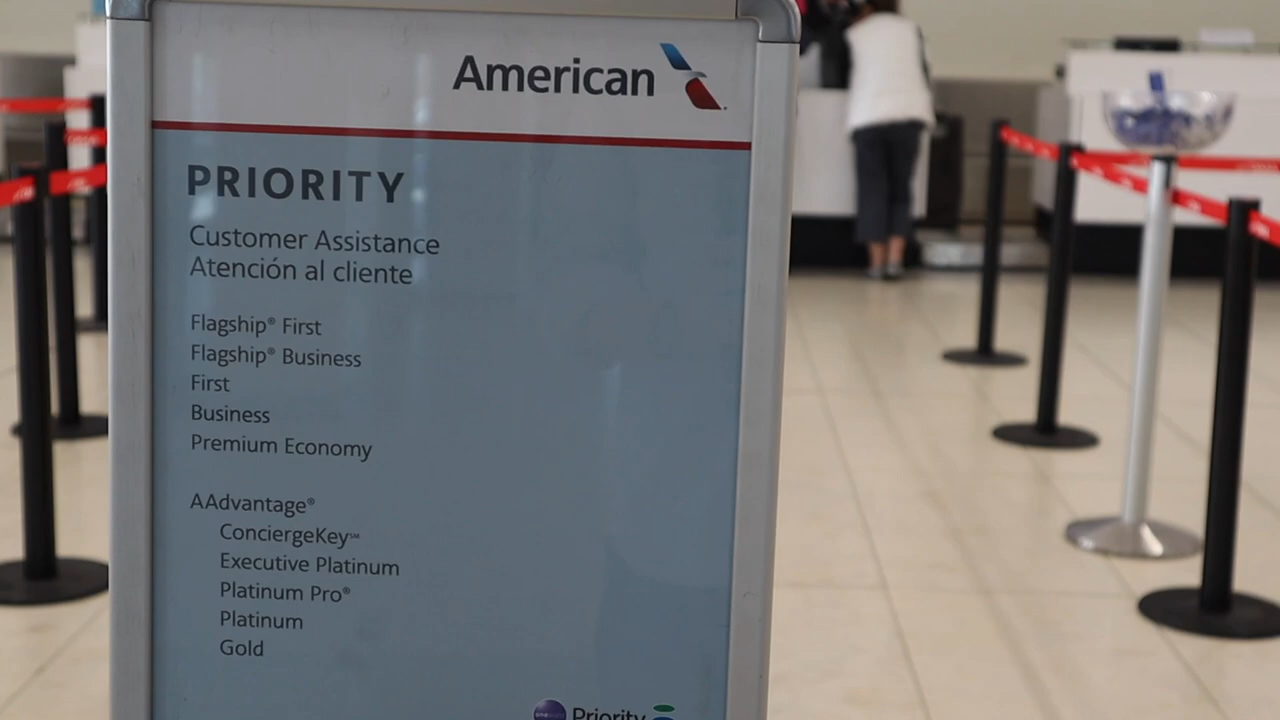 American
PRIORITY
Customer Assistance
Atención al cliente
Flagship® First
Flagship® Business
First
Business
Premium Economy
AAdvantage®
ConciergeKey℠
Executive Platinum
Platinum Pro®
Platinum
Gold
Priority